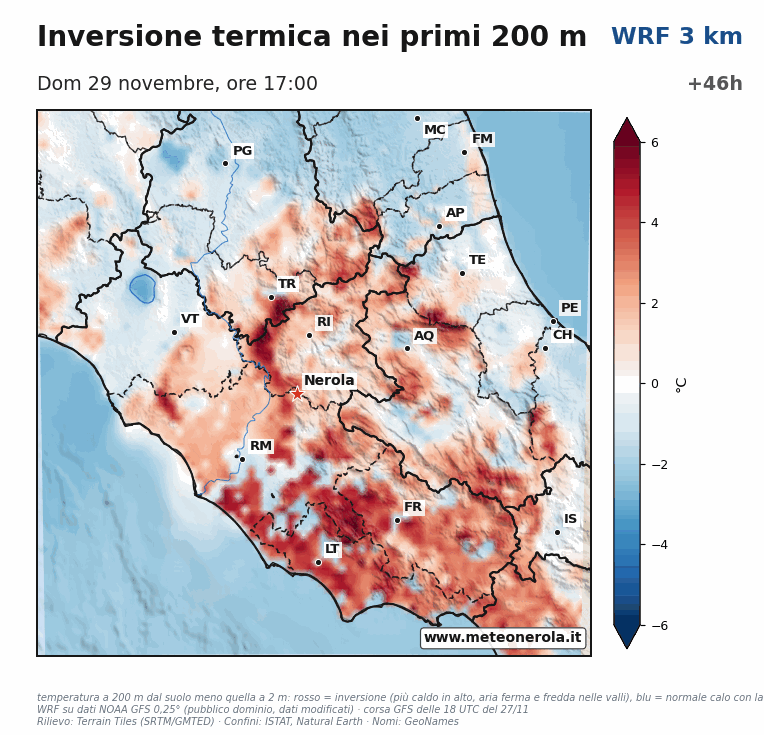 Inversione termica nei primi 200 m WRF 3 km
Dom 29 novembre, ore 17:00 +46h
MC
FM
PG
AP
TE
TR
PE
VT
RI
AQ
CH
Nerola
RM
FR
IS
LT
www.meteonerola.it
6
4
2
0
−2
−4
−6
°C
temperatura a 200 m dal suolo meno quella a 2 m: rosso = inversione (più caldo in alto, aria ferma e fredda nelle valli), blu = normale calo con la
WRF su dati NOAA GFS 0,25° (pubblico dominio, dati modificati) · corsa GFS delle 18 UTC del 27/11
Rilievo: Terrain Tiles (SRTM/GMTED) · Confini: ISTAT, Natural Earth · Nomi: GeoNames